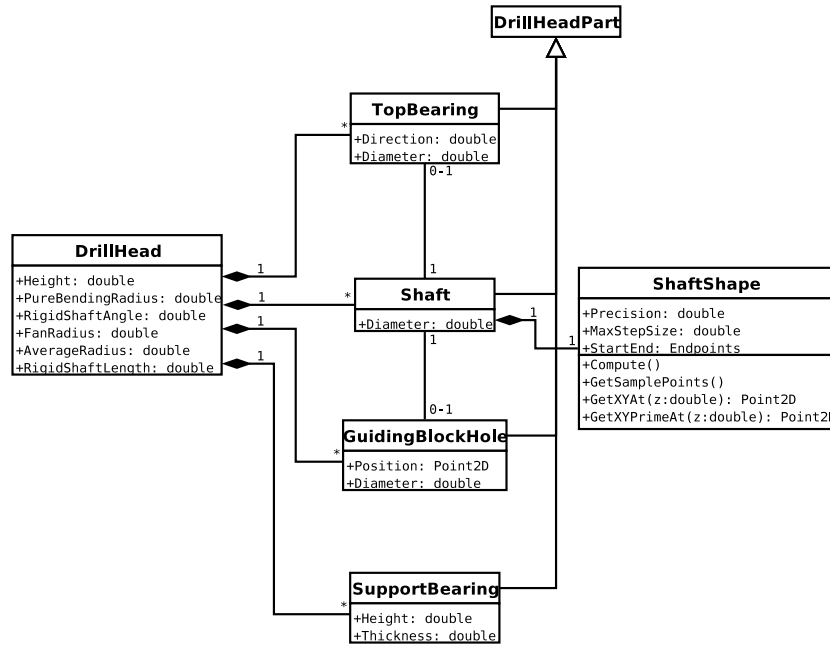 DrillHeadPart
TopBearing
+Direction: double
+Diameter: double
*
0-1
DrillHead
+Height: double
+PureBendingRadius: double
+RigidShaftAngle: double
+FanRadius: double
+AverageRadius: double
+RigidShaftLength: double
1
1
1
1
1
*
Shaft
+Diameter: double
1
1
1
ShaftShape
+Precision: double
+MaxStepSize: double
+StartEnd: Endpoints
+Compute()
+GetSamplePoints()
+GetXYAt(z:double): Point2D
+GetXYPrimeAt(z:double): Point2D
0-1
GuidingBlockHole
+Position: Point2D
+Diameter: double
*
SupportBearing
+Height: double
+Thickness: double
*